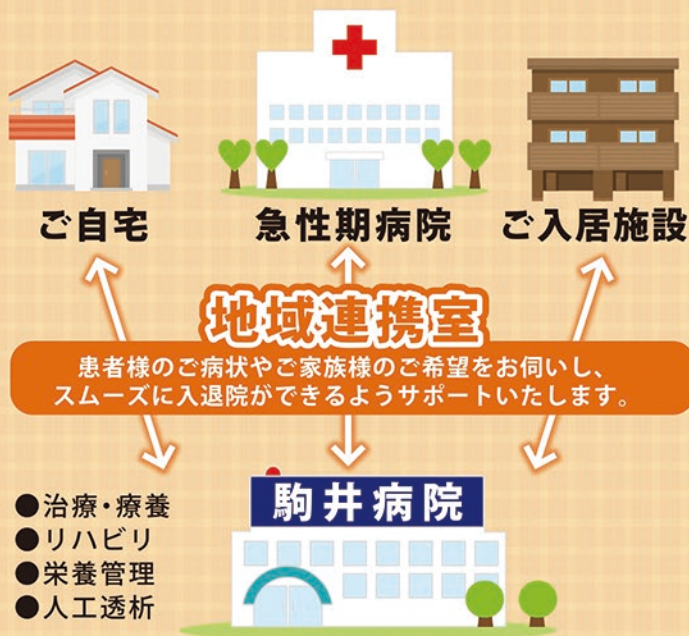 ご自宅
急性期病院
ご入居施設
地域連携室
患者様のご病状やご家族様のご希望をお伺いし、
スムーズに入退院ができるようサポートいたします。
駒井病院
●治療・療養
●リハビリ
●栄養管理
●人工透析